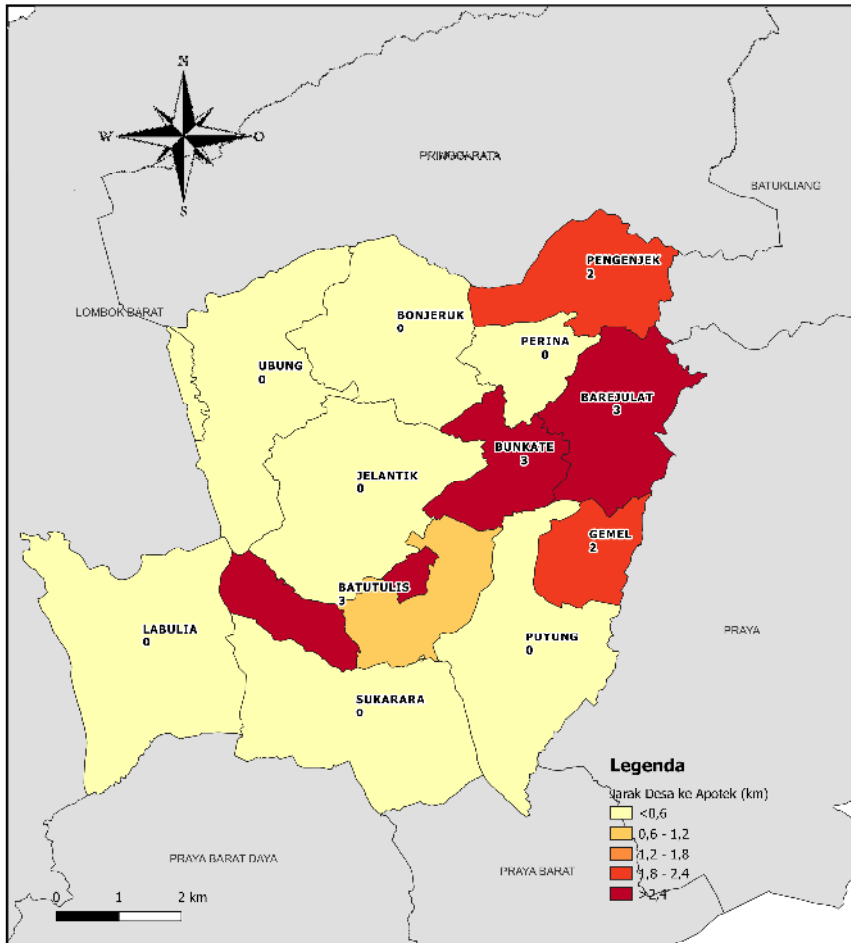 N
W
O
S
PRINGGARATA
BATUKLIANG
PENGENJEK
2
LOMBOK BARAT
BONJERUK
0
PERINA
0
UBUNG
0
BAREJULAT
3
BUNKATE
3
JELANTIK
0
GEMEL
2
BATUTULIS
3
LABULIA
0
PUYUNG
0
PRAYA
SUKARARA
0
Legenda
Jarak Desa ke Apotek (km)
<0,6
0,6 - 1,2
1,2 - 1,8
1,8 - 2,4
>2,4
PRAYA BARAT DAYA
PRAYA BARAT
0 1 2 km